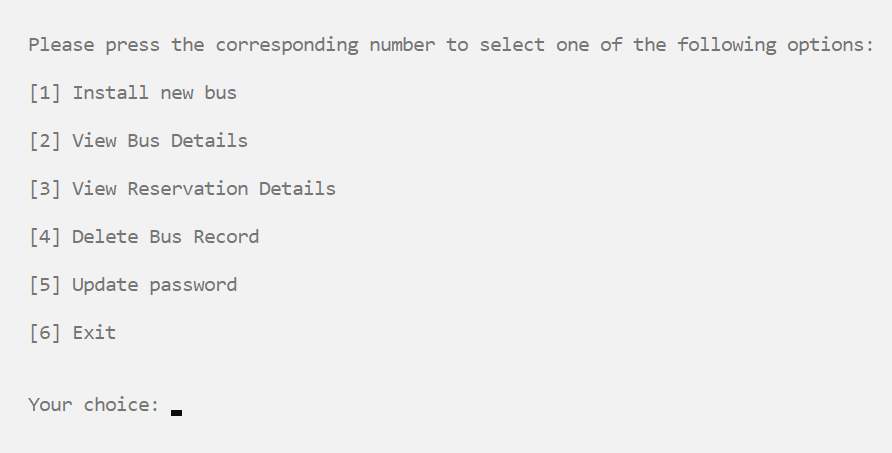 Please press the corresponding number to select one of the following options:
[1] Install new bus
[2] View Bus Details
[3] View Reservation Details
[4] Delete Bus Record
[5] Update password
[6] Exit
Your choice: